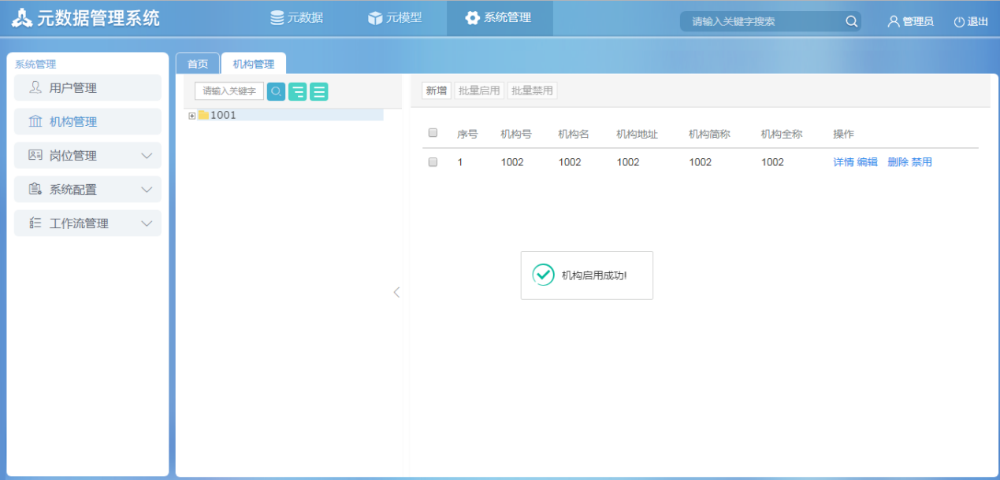 元数据管理系统
元数据
元模型
系统管理
请输入关键字搜索
管理员
退出
系统管理
用户管理
机构管理
岗位管理
系统配置
工作流管理
首页
机构管理
请输入关键字
1001
新增 批量启用 批量禁用
序号 机构号 机构名 机构地址 机构简称 机构全称 操作
1 1002 1002 1002 1002 1002 详情 编辑 删除 禁用
机构启用成功!